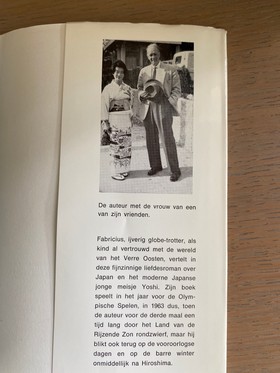 De auteur met de vrouw van een
van zijn vrienden.
Fabricius, ijverig globe-trotter, als
kind al vertrouwd met de wereld
van het Verre Oosten, vertelt in
deze fijnzinnige liefdesroman over
Japan en het moderne Japanse
jonge meisje Yoshi. Zijn boek
speelt in het jaar voor de Olym-
pische Spelen, in 1963 dus, toen
de auteur voor de derde maal een
tijd lang door het Land van de
Rijzende Zon rondzwierf, maar hij
blikt ook terug op de vooroorlogse
dagen en op de barre winter
onmiddellijk na Hiroshima.